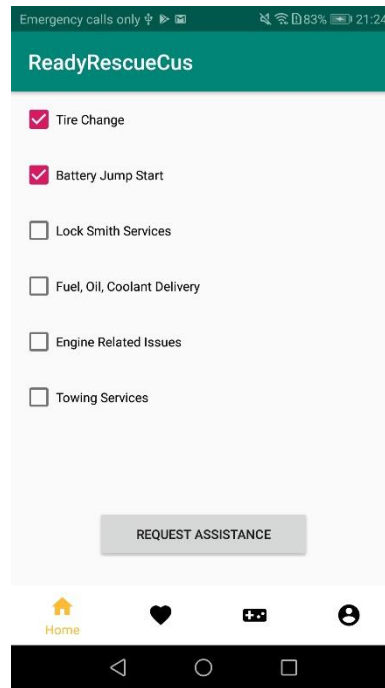 Emergency calls only 83% 21:24
ReadyRescueCus
Tire Change
Battery Jump Start
Lock Smith Services
Fuel, Oil, Coolant Delivery
Engine Related Issues
Towing Services
REQUEST ASSISTANCE
Home